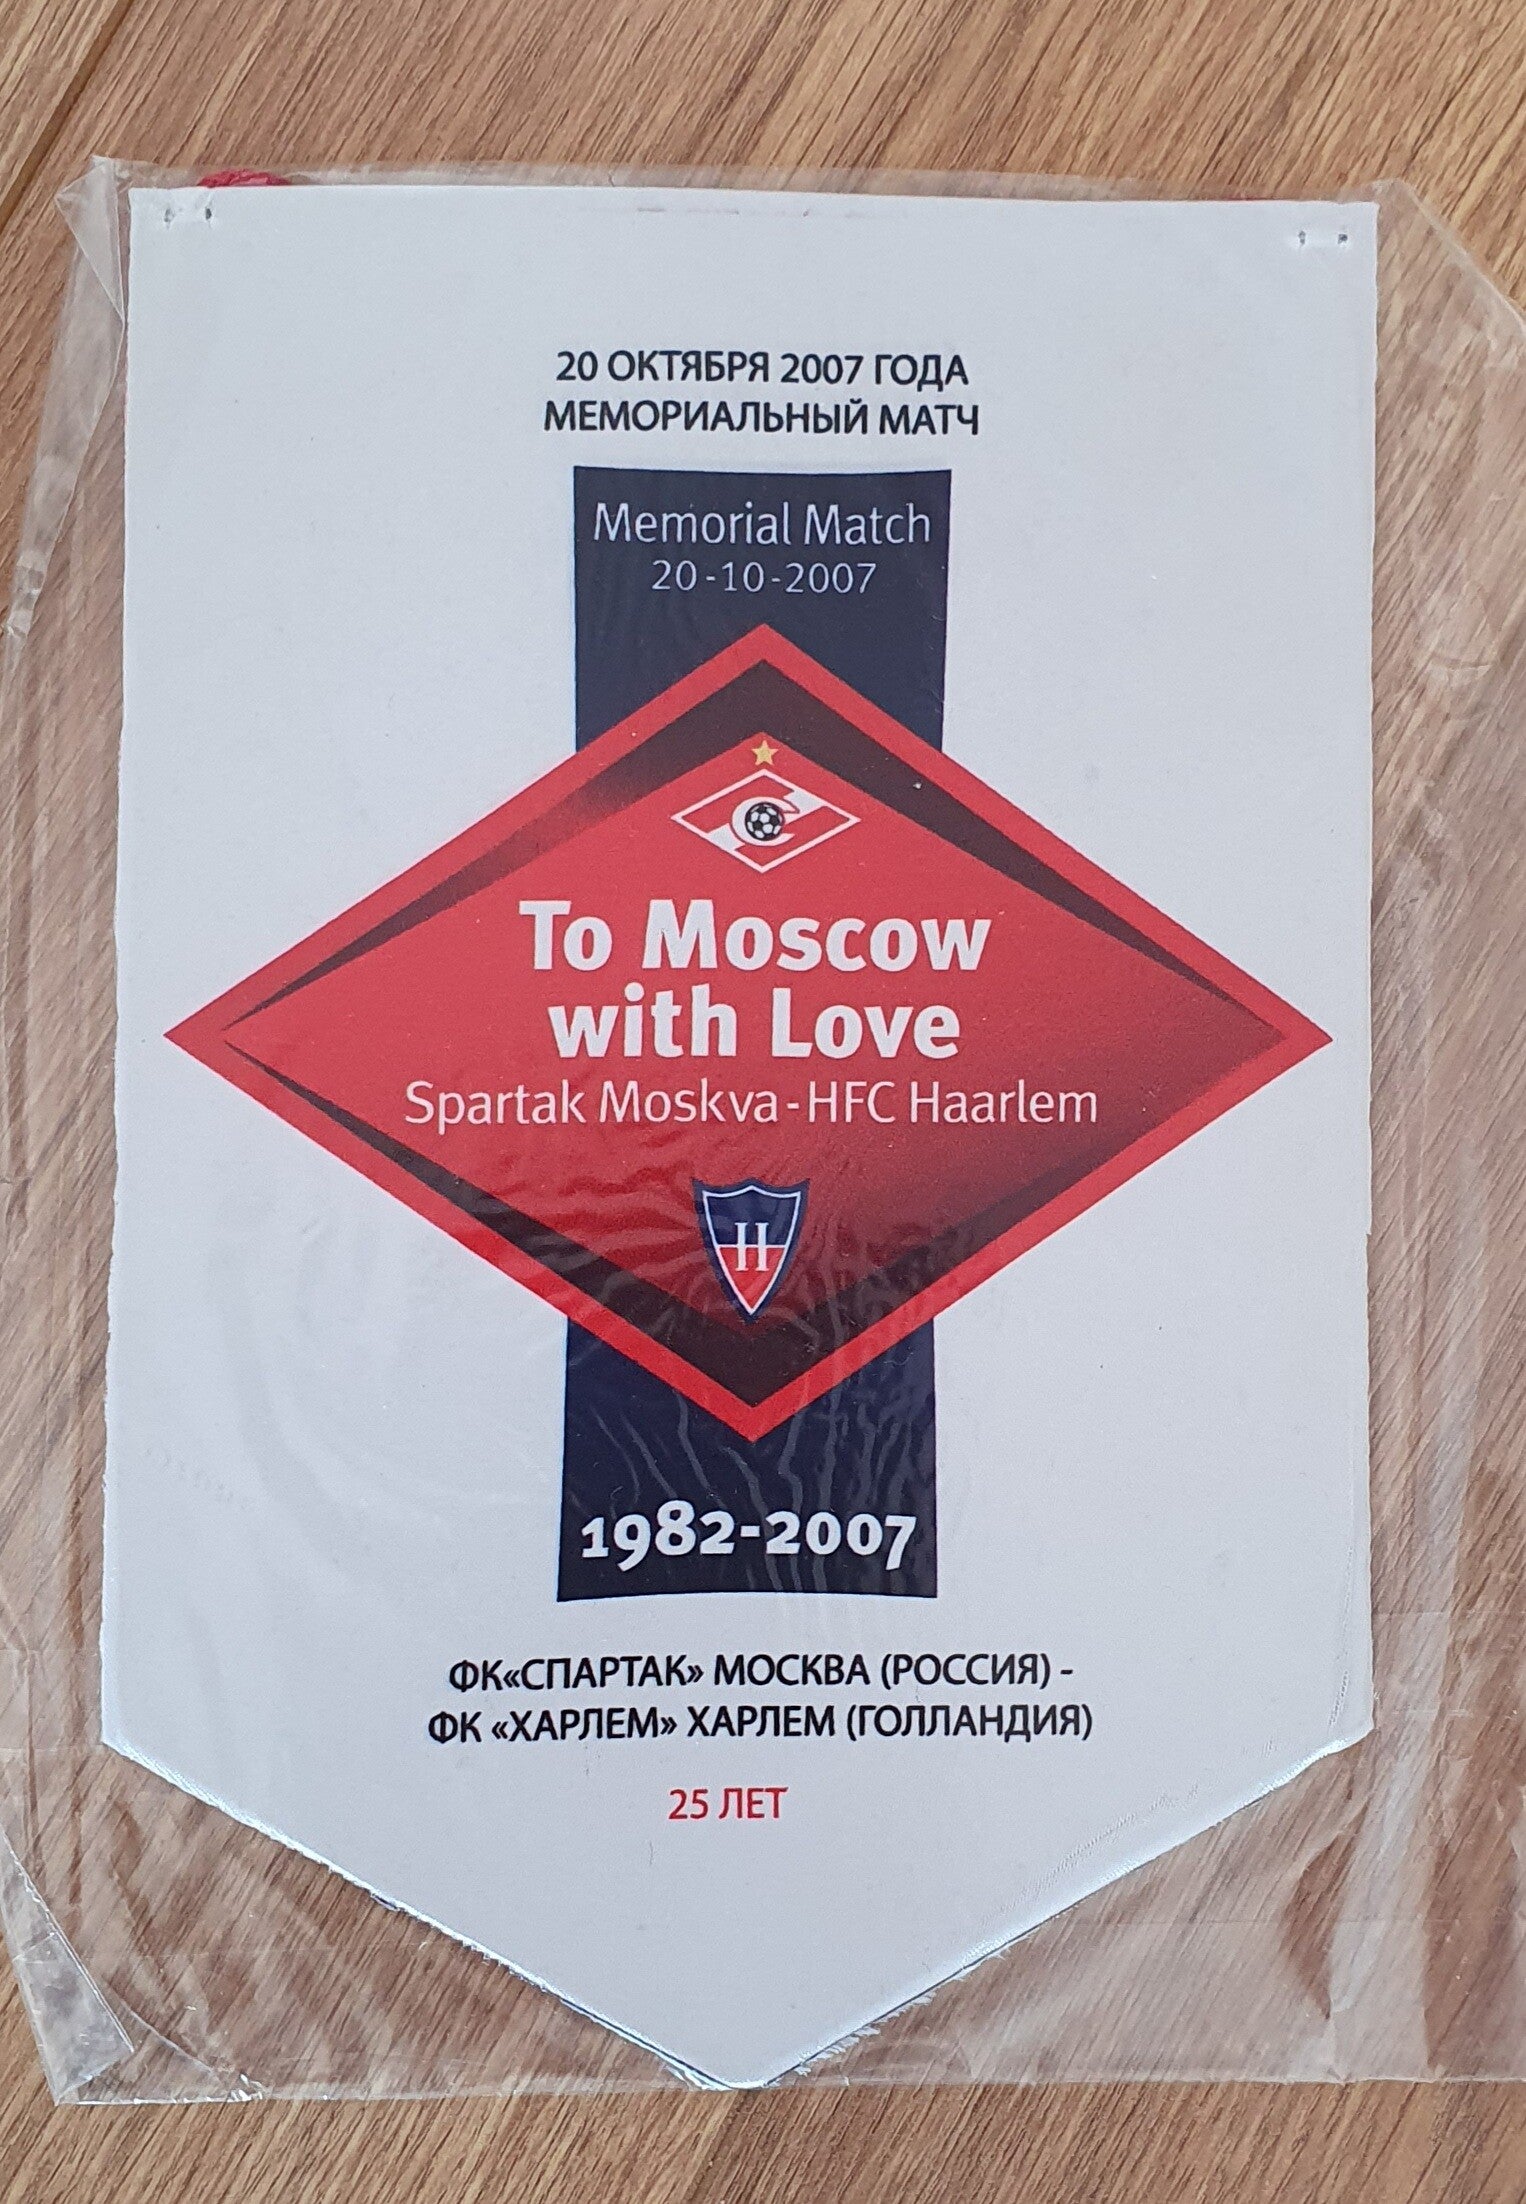 20 ОКТЯБРЯ 2007 ГОДА
МЕМОРИАЛЬНЫЙ МАТЧ
Memorial Match
20-10-2007
To Moscow
with Love
Spartak Moskva-HFC Haarlem
H
1982-2007
ФК«СПАРТАК» МОСКВА (РОССИЯ) -
ФК «ХАРЛЕМ» ХАРЛЕМ (ГОЛЛАНДИЯ)
25 ЛЕТ